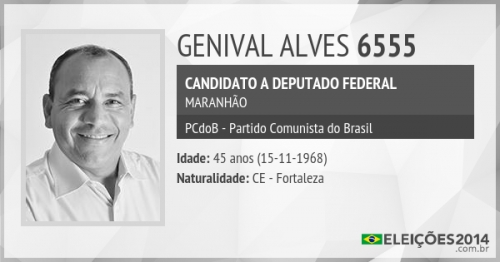 GENIVAL ALVES 6555
CANDIDATO A DEPUTADO FEDERAL
MARANHÃO
PCdoB - Partido Comunista do Brasil
Idade: 45 anos (15-11-1968)
Naturalidade: CE - Fortaleza
ELEIÇÕES2014
.com.br